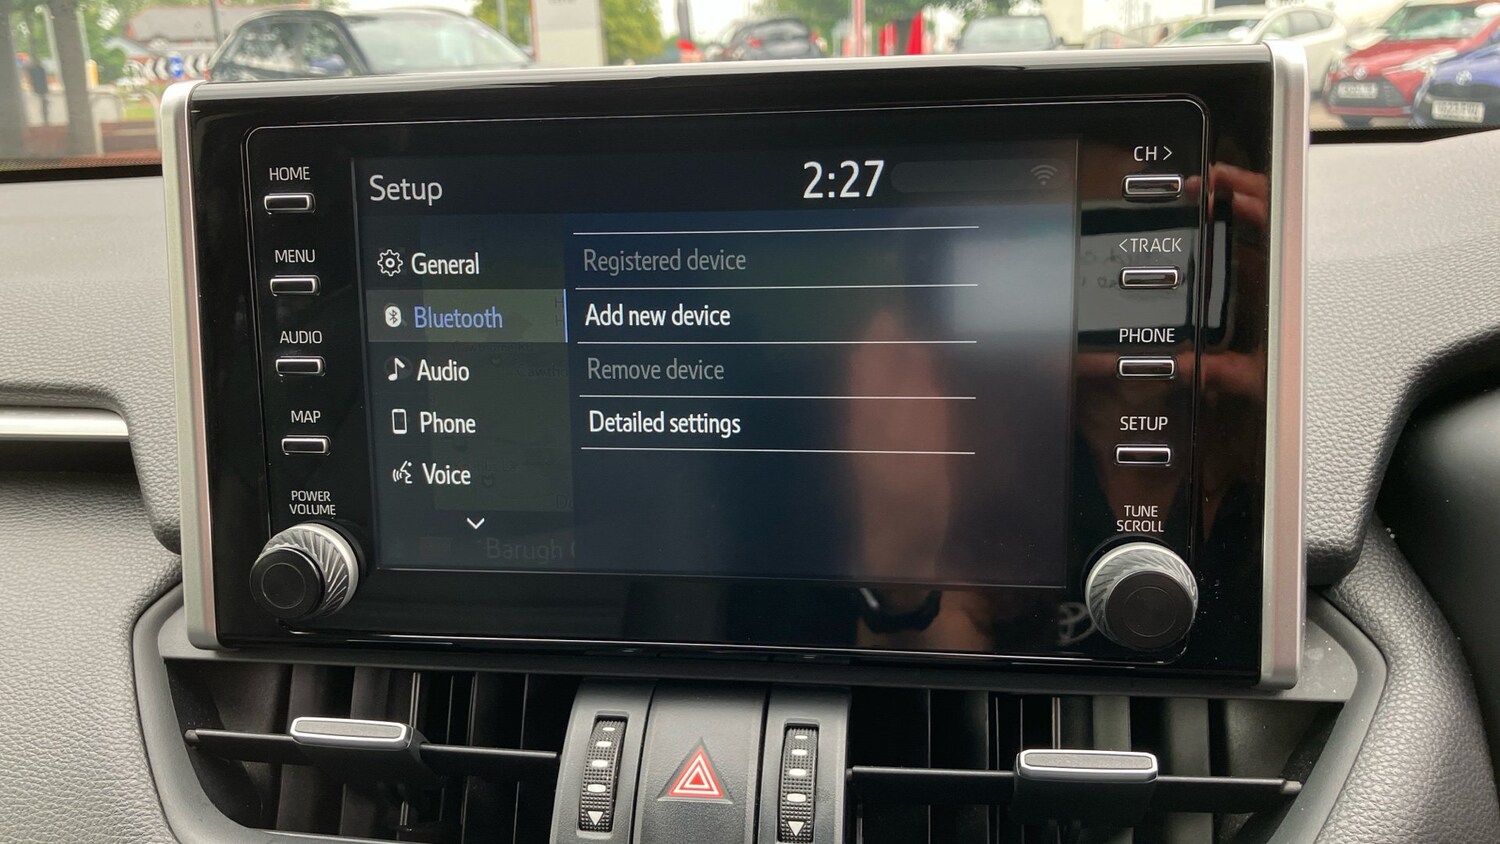 HOME
MENU
AUDIO
MAP
POWER
VOLUME
Setup
2:27
General
Bluetooth
Audio
Phone
Voice
Registered device
Add new device
Remove device
Detailed settings
Barugh
CH >
< TRACK
PHONE
SETUP
TUNE
SCROLL